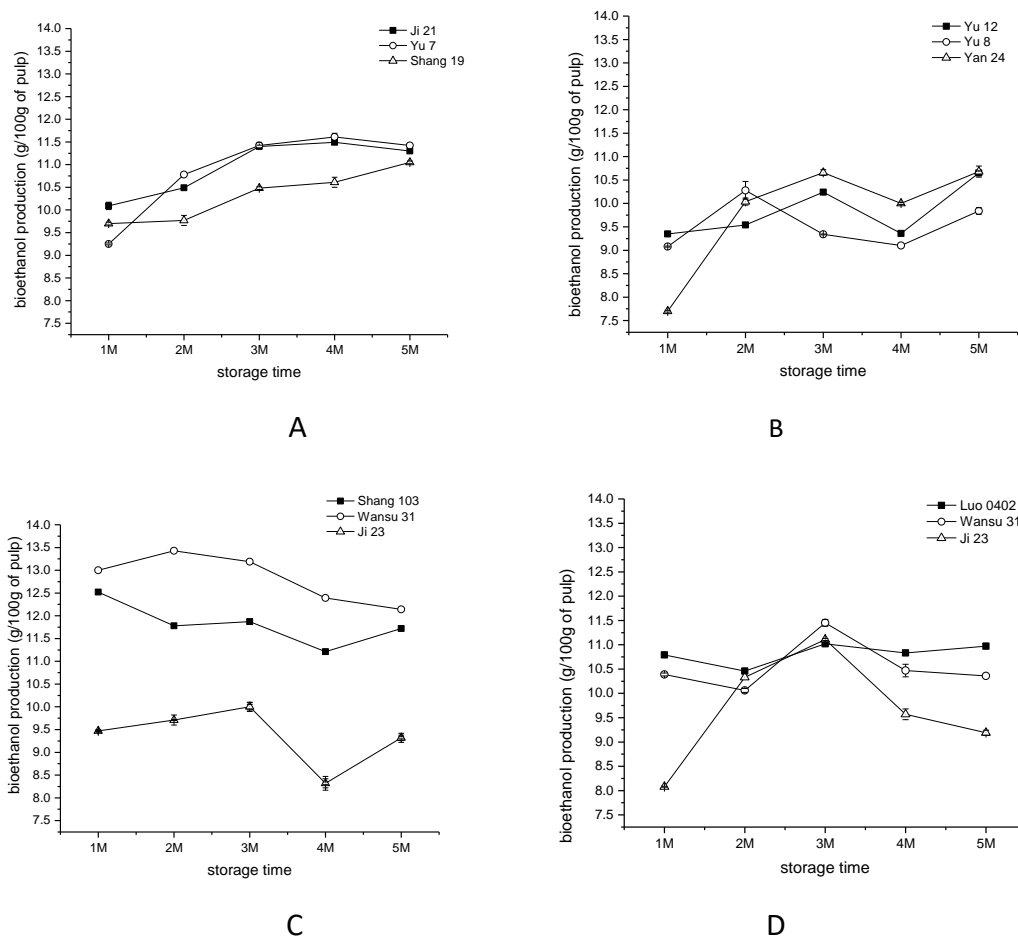 Ji 21
Yu 7
Shang 19
14.0
13.5
13.0
12.5
12.0
11.5
11.0
10.5
10.0
9.5
9.0
8.5
8.0
7.5
bioethanol production (g/100g of pulp)
1M 2M 3M 4M 5M
storage time
A
Yu 12
Yu 8
Yan 24
14.0
13.5
13.0
12.5
12.0
11.5
11.0
10.5
10.0
9.5
9.0
8.5
8.0
7.5
bioethanol production (g/100g of pulp)
1M 2M 3M 4M 5M
storage time
B
Shang 103
Wansu 31
Ji 23
14.0
13.5
13.0
12.5
12.0
11.5
11.0
10.5
10.0
9.5
9.0
8.5
8.0
7.5
bioethanol production (g/100g of pulp)
1M 2M 3M 4M 5M
storage time
C
Luo 0402
Wansu 31
Ji 23
14.0
13.5
13.0
12.5
12.0
11.5
11.0
10.5
10.0
9.5
9.0
8.5
8.0
7.5
bioethanol production (g/100g of pulp)
1M 2M 3M 4M 5M
storage time
D